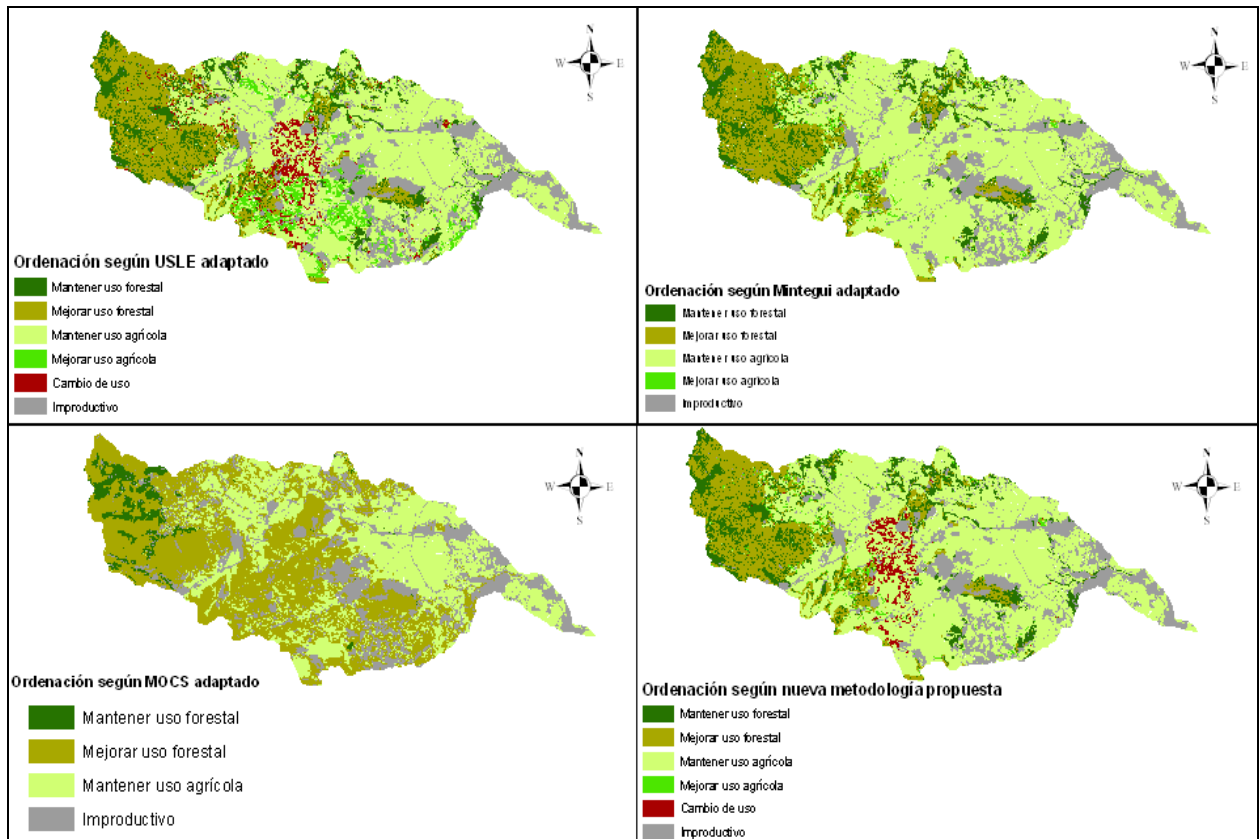 N
W E
S
Ordenación según USLE adaptado
Mantener uso forestal
Mejorar uso forestal
Mantener uso agrícola
Mejorar uso agrícola
Cambio de uso
Improductivo
N
W E
S
Ordenación según Mintegui adaptado
Mantener uso forestal
Mejorar uso forestal
Mantener uso agrícola
Mejorar uso agrícola
Improductivo
N
W E
S
Ordenación según MOCS adaptado
Mantener uso forestal
Mejorar uso forestal
Mantener uso agrícola
Improductivo
N
W E
S
Ordenación según nueva metodología propuesta
Mantener uso forestal
Mejorar uso forestal
Mantener uso agrícola
Mejorar uso agrícola
Cambio de uso
Improductivo